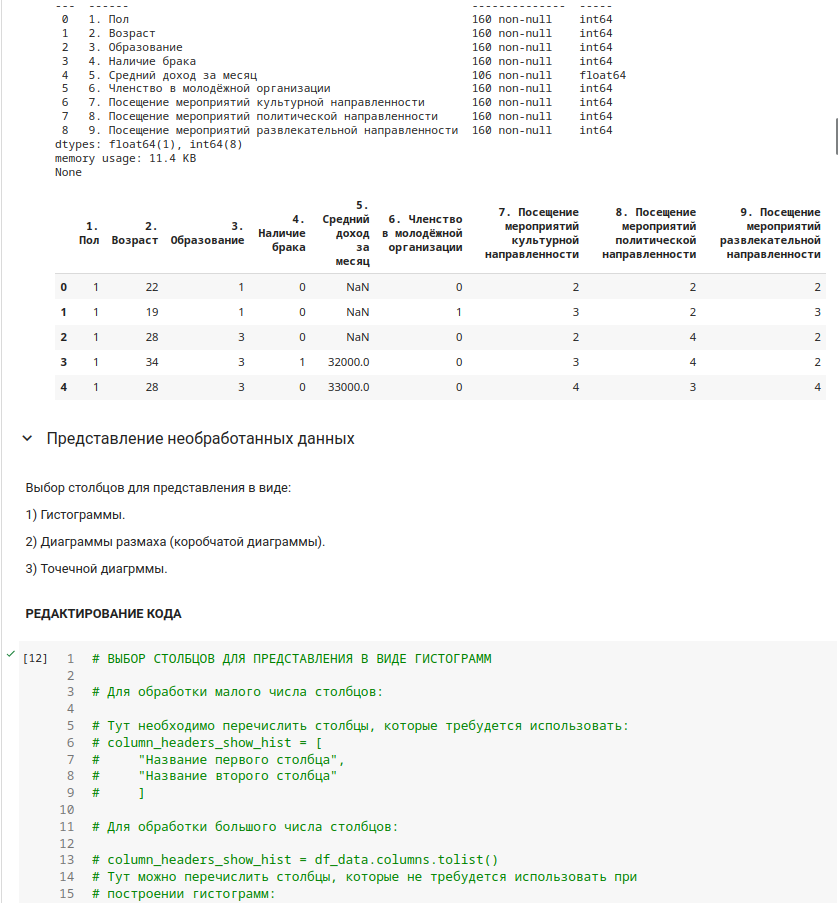 ---  ------  --------------  -----
0   1. Пол   160 non-null   int64
1   2. Возраст   160 non-null   int64
2   3. Образование   160 non-null   int64
3   4. Наличие брака   160 non-null   int64
4   5. Средний доход за месяц   106 non-null   float64
5   6. Членство в молодёжной организации   160 non-null   int64
6   7. Посещение мероприятий культурной направленности   160 non-null   int64
7   8. Посещение мероприятий политической направленности   160 non-null   int64
8   9. Посещение мероприятий развлекательной направленности   160 non-null   int64
dtypes: float64(1), int64(8)
memory usage: 11.4 KB
None
1. Пол
2. Возраст
3. Образование
4. Наличие брака
5. Средний доход за месяц
6. Членство в молодёжной организации
7. Посещение мероприятий культурной направленности
8. Посещение мероприятий политической направленности
9. Посещение мероприятий развлекательной направленности
0 1 22 1 0 NaN 0 2 2 2
1 1 19 1 0 NaN 1 3 2 3
2 1 28 3 0 NaN 0 2 4 2
3 1 34 3 1 32000.0 0 3 4 2
4 1 28 3 0 33000.0 0 4 3 4
Представление необработанных данных
Выбор столбцов для представления в виде:
1) Гистограммы.
2) Диаграммы размаха (коробчатой диаграммы).
3) Точечной диагрммы.
РЕДАКТИРОВАНИЕ КОДА
[12] 1 # ВЫБОР СТОЛБЦОВ ДЛЯ ПРЕДСТАВЛЕНИЯ В ВИДЕ ГИСТОГРАММ
2
3 # Для обработки малого числа столбцов:
4
5 # Тут необходимо перечислить столбцы, которые требуется использовать:
6 # column_headers_show_hist = [
7 #     "Название первого столбца",
8 #     "Название второго столбца"
9 #     ]
10
11 # Для обработки большого числа столбцов:
12
13 # column_headers_show_hist = df_data.columns.tolist()
14 # Тут можно перечислить столбцы, которые не требуется использовать при
15 # построении гистограмм: